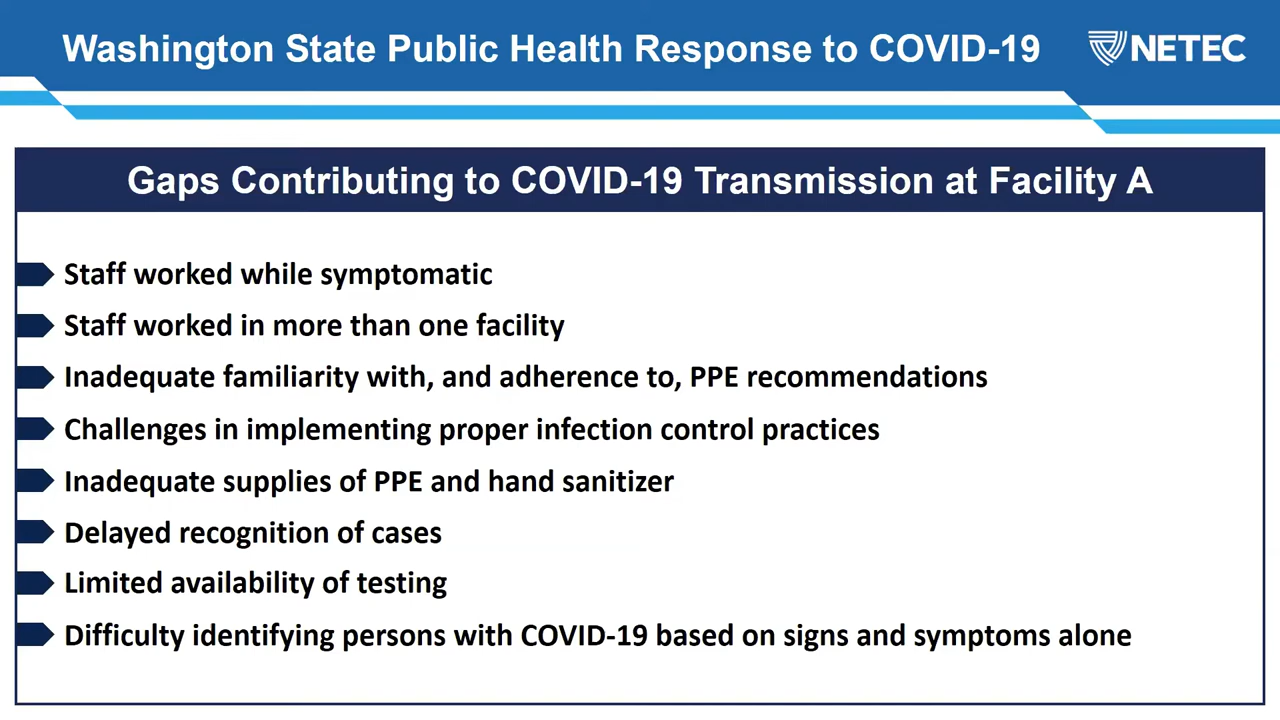 Washington State Public Health Response to COVID-19
NETEC
Gaps Contributing to COVID-19 Transmission at Facility A
Staff worked while symptomatic
Staff worked in more than one facility
Inadequate familiarity with, and adherence to, PPE recommendations
Challenges in implementing proper infection control practices
Inadequate supplies of PPE and hand sanitizer
Delayed recognition of cases
Limited availability of testing
Difficulty identifying persons with COVID-19 based on signs and symptoms alone